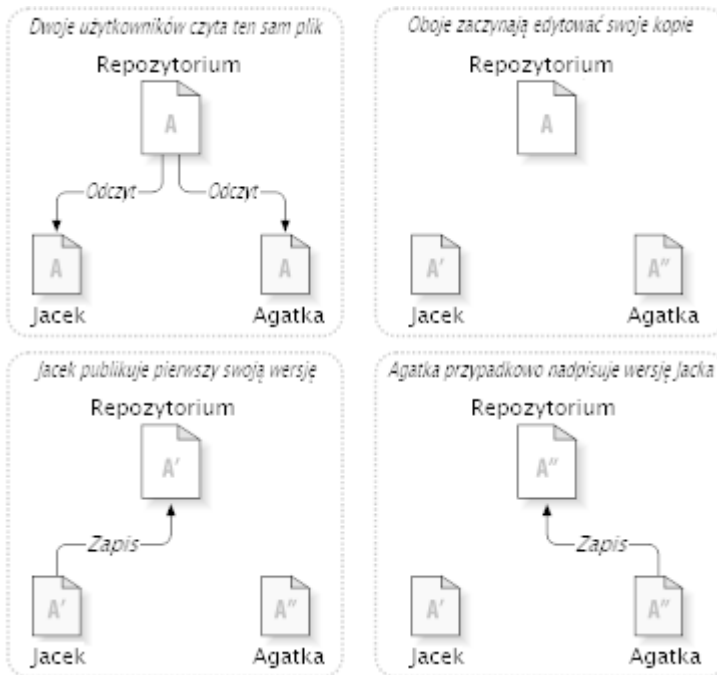 Dwoje użytkowników czyta ten sam plik
Repozytorium
A
Odczyt
Odczyt
A
A
Jacek
Agatka
Oboje zaczynają edytować swoje kopie
Repozytorium
A
A'
A"
Jacek
Agatka
Jacek publikuje pierwszy swoją wersję
Repozytorium
A'
Zapis
A'
A"
Jacek
Agatka
Agatka przypadkowo nadpisuje wersję Jacka
Repozytorium
A"
Zapis
A'
A"
Jacek
Agatka